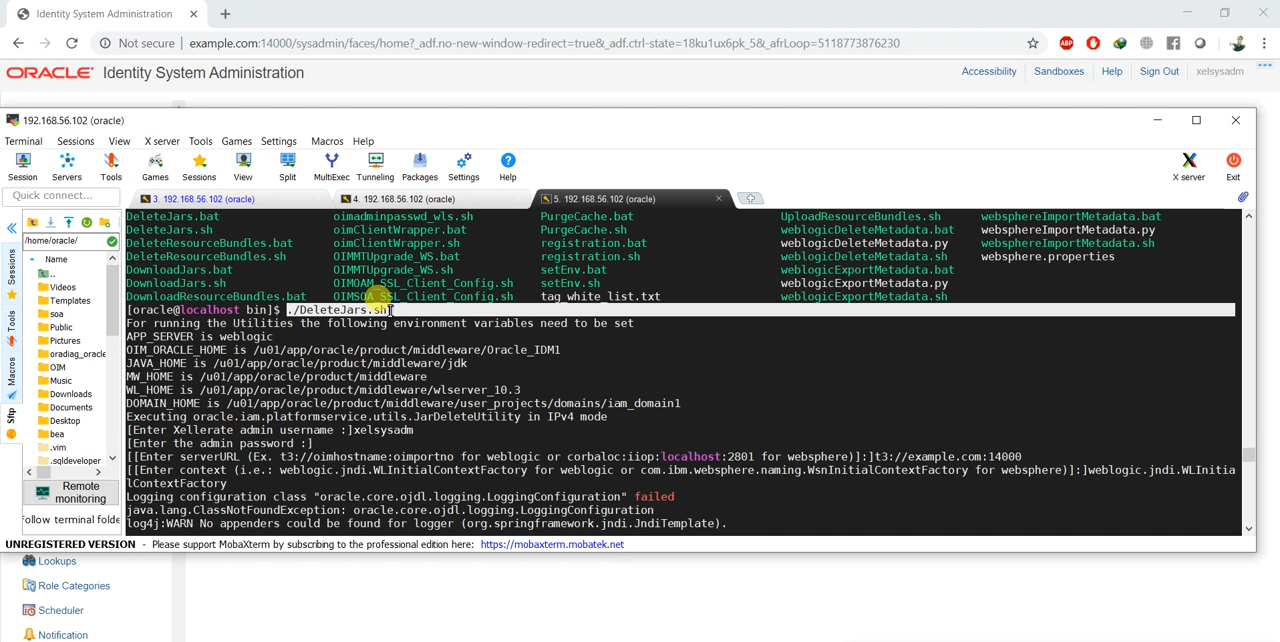 Identity System Administration
Not secure | example.com:14000/sysadmin/faces/home?_adf.no-new-window-redirect=true&_adf.ctrl-state=18ku1ux6pk_5&_afrLoop=5118773876230
ABP
ORACLE Identity System Administration
Accessibility Sandboxes Help Sign Out xelsysadm
192.168.56.102 (oracle)
Terminal Sessions View X server Tools Games Settings Macros Help
Session Servers Tools Games Sessions View Split MultiExec Tunneling Packages Settings Help X server Exit
Quick connect...
3. 192.168.56.102 (oracle)
4. 192.168.56.102 (oracle)
5. 192.168.56.102 (oracle)
/home/oracle/
Name
..
Videos
Templates
soa
Public
Pictures
oradiag_oracle
OIM
Music
Downloads
Documents
Desktop
bea
.vim
.sqldeveloper
Remote
monitoring
Follow terminal folde
Sessions
Tools
Macros
Sftp
DeleteJars.bat oimadminpasswd_wls.sh PurgeCache.bat UploadResourceBundles.sh websphereImportMetadata.bat
DeleteJars.sh oimClientWrapper.bat PurgeCache.sh weblogicDeleteMetadata.bat websphereImportMetadata.py
DeleteResourceBundles.bat oimClientWrapper.sh registration.bat weblogicDeleteMetadata.py websphereImportMetadata.sh
DeleteResourceBundles.sh OIMMTUpgrade_WS.bat registration.sh weblogicDeleteMetadata.sh websphere.properties
DownloadJars.bat OIMMTUpgrade_WS.sh setEnv.bat weblogicExportMetadata.bat
DownloadJars.sh OIMOAM_SSL_Client_Config.sh setEnv.sh weblogicExportMetadata.py
DownloadResourceBundles.bat OIMSOA_SSL_Client_Config.sh tag_white_list.txt weblogicExportMetadata.sh
[oracle@localhost bin]$ ./DeleteJars.sh
For running the Utilities the following environment variables need to be set
APP_SERVER is weblogic
OIM_ORACLE_HOME is /u01/app/oracle/product/middleware/Oracle_IDM1
JAVA_HOME is /u01/app/oracle/product/middleware/jdk
MW_HOME is /u01/app/oracle/product/middleware
WL_HOME is /u01/app/oracle/product/middleware/wlserver_10.3
DOMAIN_HOME is /u01/app/oracle/product/middleware/user_projects/domains/iam_domain1
Executing oracle.iam.platformservice.utils.JarDeleteUtility in IPv4 mode
[Enter Xellerate admin username :]xelsysadm
[Enter the admin password :]
[[Enter serverURL (Ex. t3://oimhostname:oimportno for weblogic or corbaloc:iiop:localhost:2801 for websphere)]:]t3://example.com:14000
[[Enter context (i.e.: weblogic.jndi.WLInitialContextFactory for weblogic or com.ibm.websphere.naming.WsnInitialContextFactory for websphere)]:]weblogic.jndi.WLInitia
lContextFactory
Logging configuration class "oracle.core.ojdl.logging.LoggingConfiguration" failed
java.lang.ClassNotFoundException: oracle.core.ojdl.logging.LoggingConfiguration
log4j:WARN No appenders could be found for logger (org.springframework.jndi.JndiTemplate).
UNREGISTERED VERSION - Please support MobaXterm by subscribing to the professional edition here: https://mobaxterm.mobatek.net
Lookups
Role Categories
Scheduler
Notification